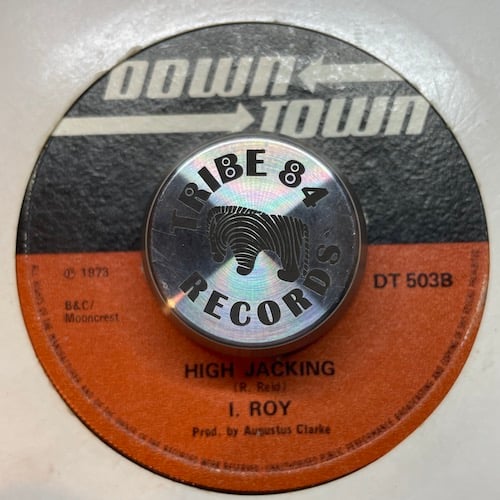 DOWN
TOWN
TRIBE 84
RECORDS
℗ 1973
DT 503B
B&C/
Mooncrest
HIGH JACKING
(R. Reid)
I. ROY
Prod. by Augustus Clarke